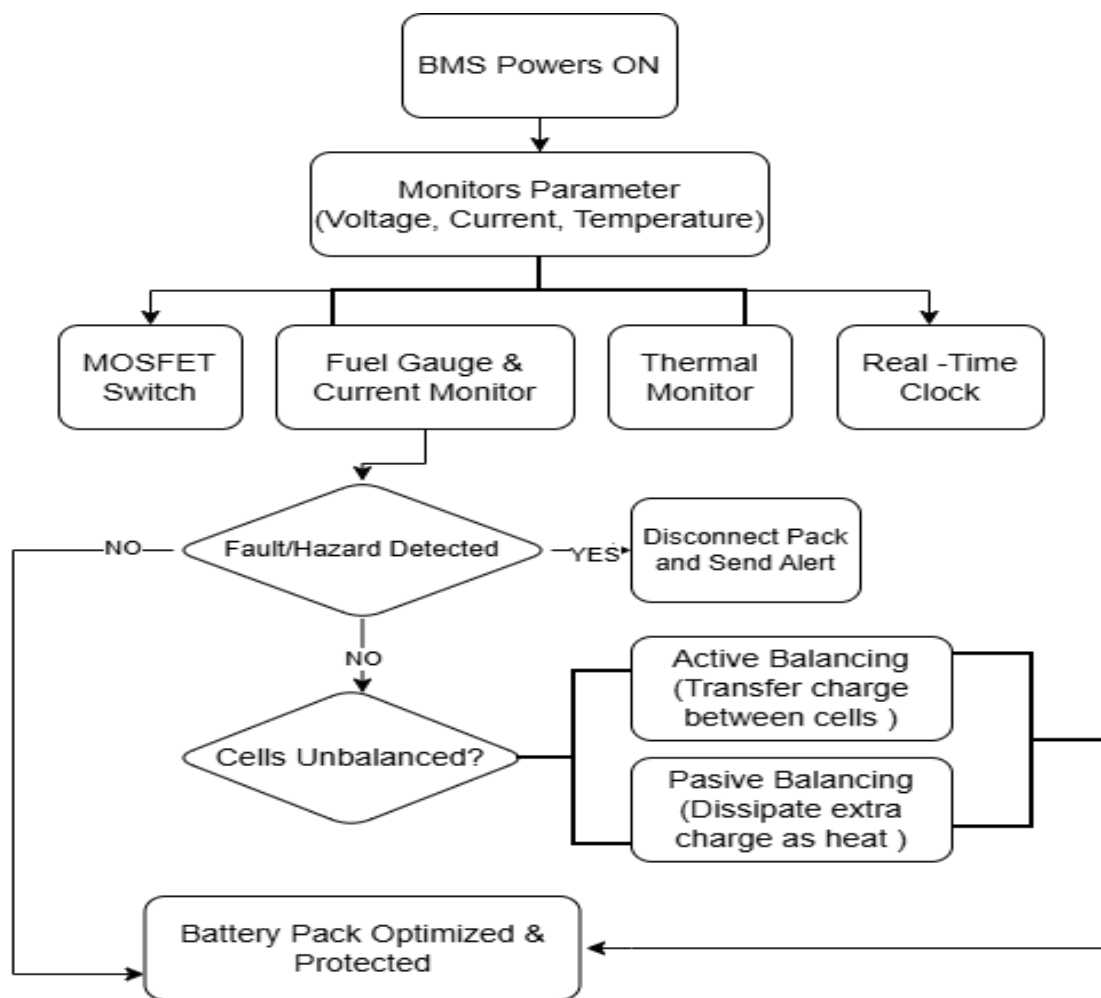 BMS Powers ON
Monitors Parameter
(Voltage, Current, Temperature)
MOSFET
Switch
Fuel Gauge &
Current Monitor
Thermal
Monitor
Real -Time
Clock
NO
Fault/Hazard Detected
YES
Disconnect Pack
and Send Alert
NO
Active Balancing
(Transfer charge
between cells )
Cells Unbalanced?
Pasive Balancing
(Dissipate extra
charge as heat )
Battery Pack Optimized &
Protected